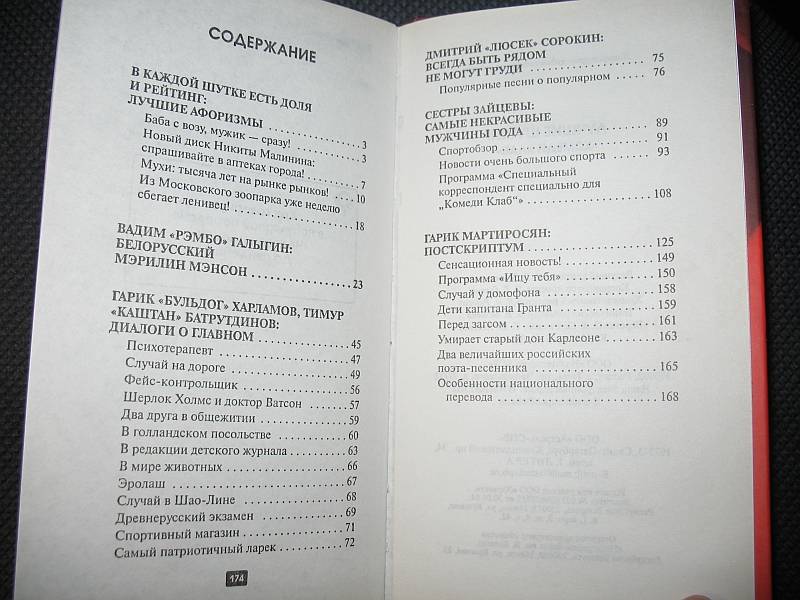 СОДЕРЖАНИЕ
В КАЖДОЙ ШУТКЕ ЕСТЬ ДОЛЯ
И РЕЙТИНГ:
ЛУЧШИЕ АФОРИЗМЫ . . . . . . . . . . . . . . . 3
Баба с возу, мужик — сразу! . . . . . . . . . . 3
Новый диск Никиты Малинина:
спрашивайте в аптеках города! . . . . . . . . 7
Мухи: тысяча лет на рынке рынков! . . . . 10
Из Московского зоопарка уже неделю
сбегает ленивец! . . . . . . . . . . . . . . . . . . 18
ВАДИМ «РЭМБО» ГАЛЫГИН:
БЕЛОРУССКИЙ
МЭРИЛИН МЭНСОН . . . . . . . . . . . . . . . . 23
ГАРИК «БУЛЬДОГ» ХАРЛАМОВ, ТИМУР
«КАШТАН» БАТРУТДИНОВ:
ДИАЛОГИ О ГЛАВНОМ . . . . . . . . . . . . . . 45
Психотерапевт . . . . . . . . . . . . . . . . . . . 47
Случай на дороге . . . . . . . . . . . . . . . . . 49
Фейс-контрольщик . . . . . . . . . . . . . . . . 56
Шерлок Холмс и доктор Ватсон . . . . . . . 57
Два друга в общежитии . . . . . . . . . . . . . 59
В голландском посольстве . . . . . . . . . . . 60
В редакции детского журнала . . . . . . . . . 63
В мире животных . . . . . . . . . . . . . . . . . 66
Эролаш . . . . . . . . . . . . . . . . . . . . . . . . 67
Случай в Шао-Лине . . . . . . . . . . . . . . . 68
Древнерусский экзамен . . . . . . . . . . . . . 69
Спортивный магазин . . . . . . . . . . . . . . . 71
Самый патриотичный ларек . . . . . . . . . . 72
174
ДМИТРИЙ «ЛЮСЕК» СОРОКИН:
ВСЕГДА БЫТЬ РЯДОМ
НЕ МОГУТ ГРУДИ . . . . . . . . . . . . . . . . . 75
Популярные песни о популярном . . . . . 76
СЕСТРЫ ЗАЙЦЕВЫ:
САМЫЕ НЕКРАСИВЫЕ
МУЖЧИНЫ ГОДА . . . . . . . . . . . . . . . . . 89
Спортобзор . . . . . . . . . . . . . . . . . . . . . 91
Новости очень большого спорта . . . . . . 93
Программа «Специальный
корреспондент специально для
„Комеди Клаб“» . . . . . . . . . . . . . . . . . 108
ГАРИК МАРТИРОСЯН:
ПОСТСКРИПТУМ . . . . . . . . . . . . . . . . . 125
Сенсационная новость! . . . . . . . . . . . . 149
Программа «Ищу тебя» . . . . . . . . . . . . 150
Случай у домофона . . . . . . . . . . . . . . . 158
Дети капитана Гранта . . . . . . . . . . . . . 159
Перед загсом . . . . . . . . . . . . . . . . . . . 161
Умирает старый дон Карлеоне . . . . . . . 163
Два величайших российских
поэта-песенника . . . . . . . . . . . . . . . . . 165
Особенности национального
перевода . . . . . . . . . . . . . . . . . . . . . . 168